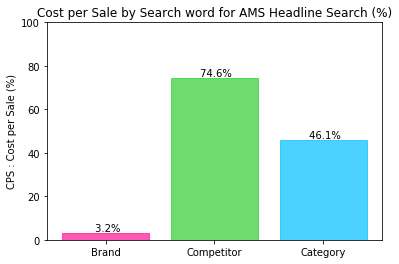 Cost per Sale by Search word for AMS Headline Search (%)
CPS : Cost per Sale (%)
100
80
60
40
20
0
3.2%
74.6%
46.1%
Brand
Competitor
Category